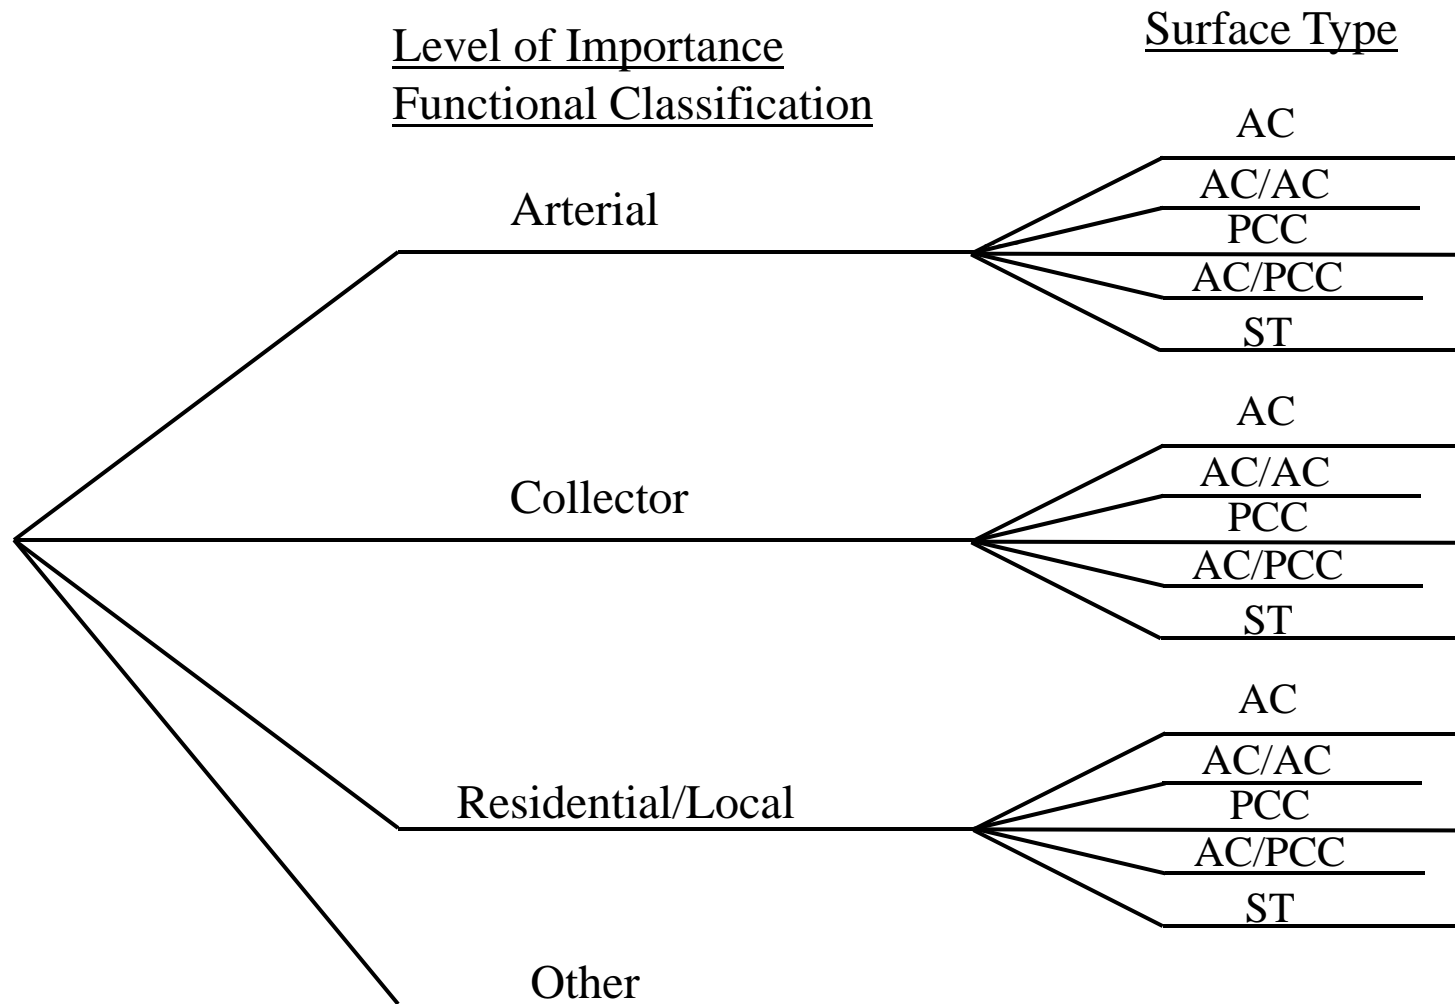 Level of Importance
Functional Classification
Surface Type
Arterial
AC
AC/AC
PCC
AC/PCC
ST
Collector
AC
AC/AC
PCC
AC/PCC
ST
Residential/Local
AC
AC/AC
PCC
AC/PCC
ST
Other